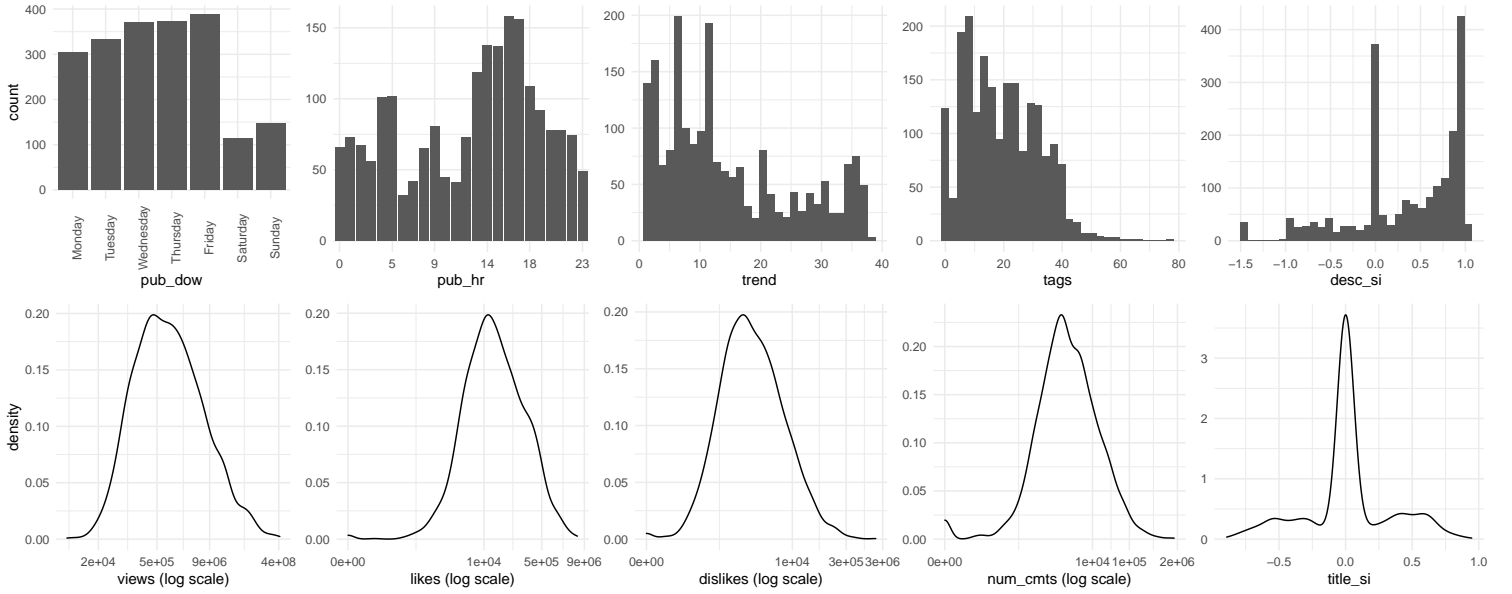 400
300
200
100
0
count
Monday
Tuesday
Wednesday
Thursday
Friday
Saturday
Sunday
pub_dow
150
100
50
0
0 5 9 14 18 23
pub_hr
200
150
100
50
0
0 10 20 30 40
trend
200
150
100
50
0
0 20 40 60 80
tags
400
300
200
100
0
−1.5 −1.0 −0.5 0.0 0.5 1.0
desc_si
0.20
0.15
0.10
0.05
0.00
density
2e+04 5e+05 9e+06 4e+08
views (log scale)
0.20
0.15
0.10
0.05
0.00
0e+00 1e+04 5e+05 9e+06
likes (log scale)
0.20
0.15
0.10
0.05
0.00
0e+00 1e+04 3e+053e+06
dislikes (log scale)
0.20
0.15
0.10
0.05
0.00
0e+00 1e+041e+05 2e+06
num_cmts (log scale)
3
2
1
0
−0.5 0.0 0.5 1.0
title_si